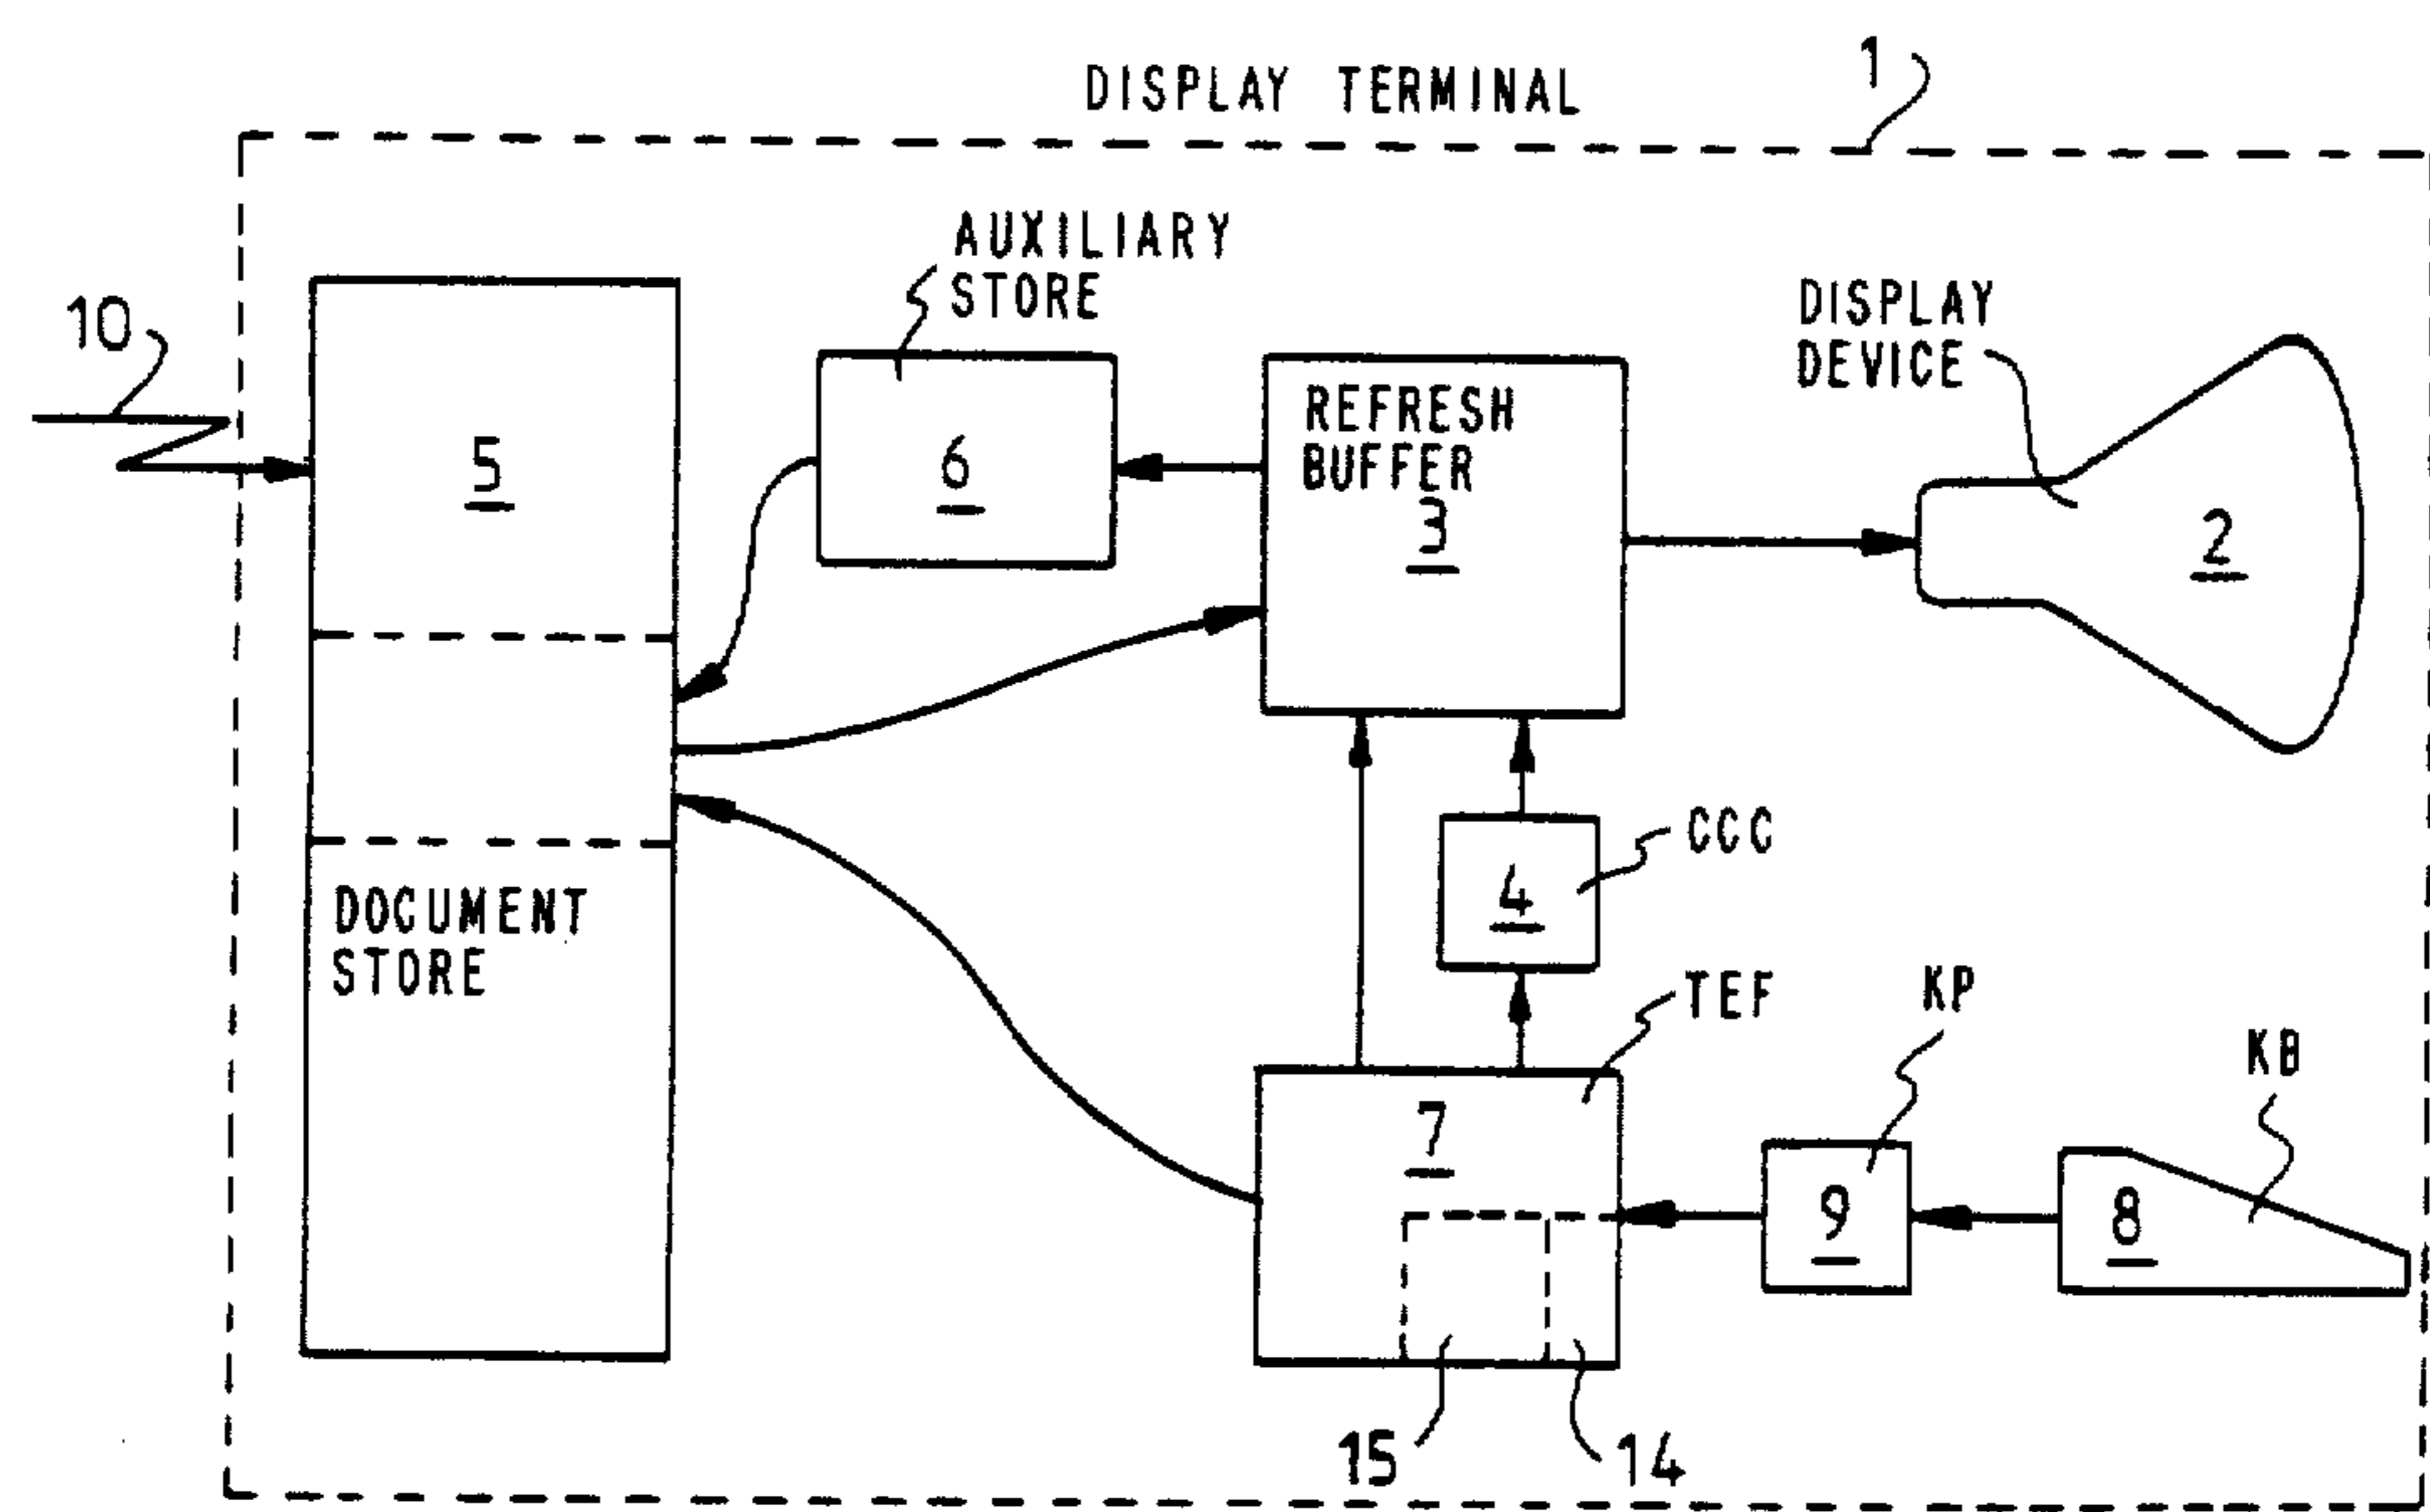 DISPLAY TERMINAL
1
AUXILIARY
STORE
10
DISPLAY
DEVICE
REFRESH
BUFFER
5
6
3
2
CCC
4
DOCUMENT
STORE
TEF
KP
KB
7
9
8
15
14